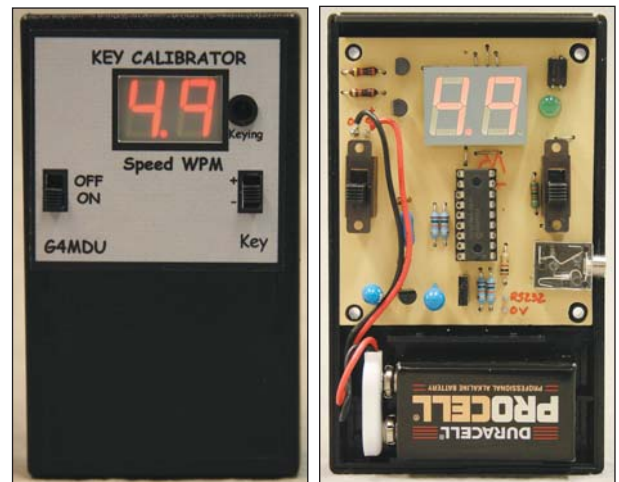 KEY CALIBRATOR
4.9
Keying
Speed WPM
OFF
ON
+
-
G4MDU
Key
4.9
RS232
0V
DURACELL
PROCELL
PROFESSIONAL ALKALINE BATTERY